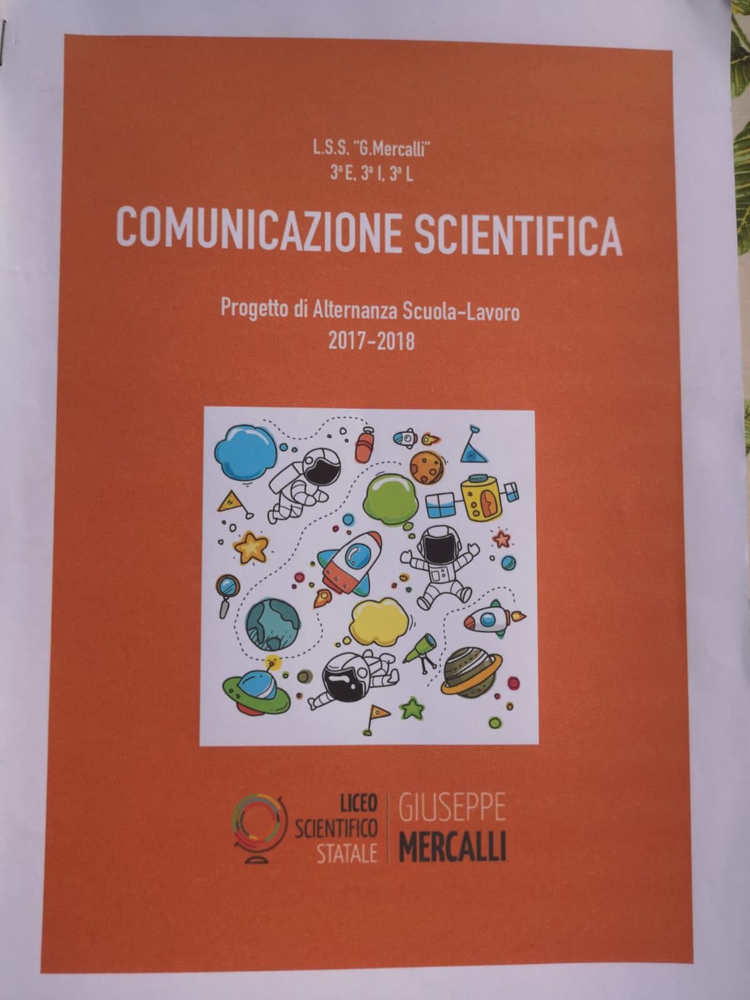 L.S.S. “G.Mercalli”
3ª E, 3ª I, 3ª L
COMUNICAZIONE SCIENTIFICA
Progetto di Alternanza Scuola-Lavoro
2017-2018
LICEO
SCIENTIFICO
STATALE
GIUSEPPE
MERCALLI